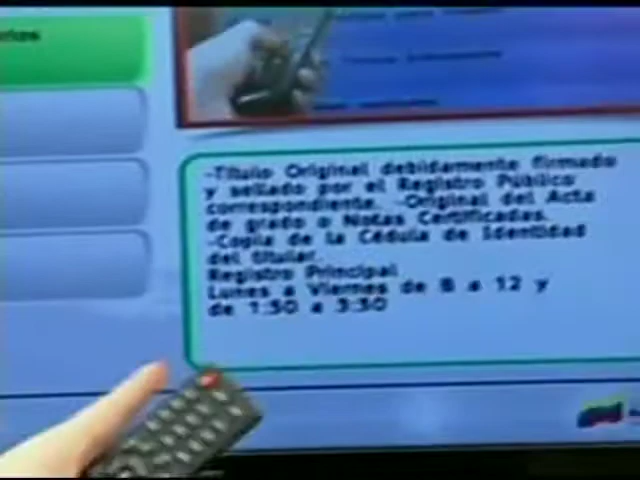 -Título Original debidamente firmado
y sellado por el Registro Público
correspondiente. -Original del Acta
de grado o Notas Certificadas.
-Copia de la Cédula de Identidad
del titular.
Registro Principal
Lunes a Viernes de 8 a 12 y
de 1:30 a 3:30